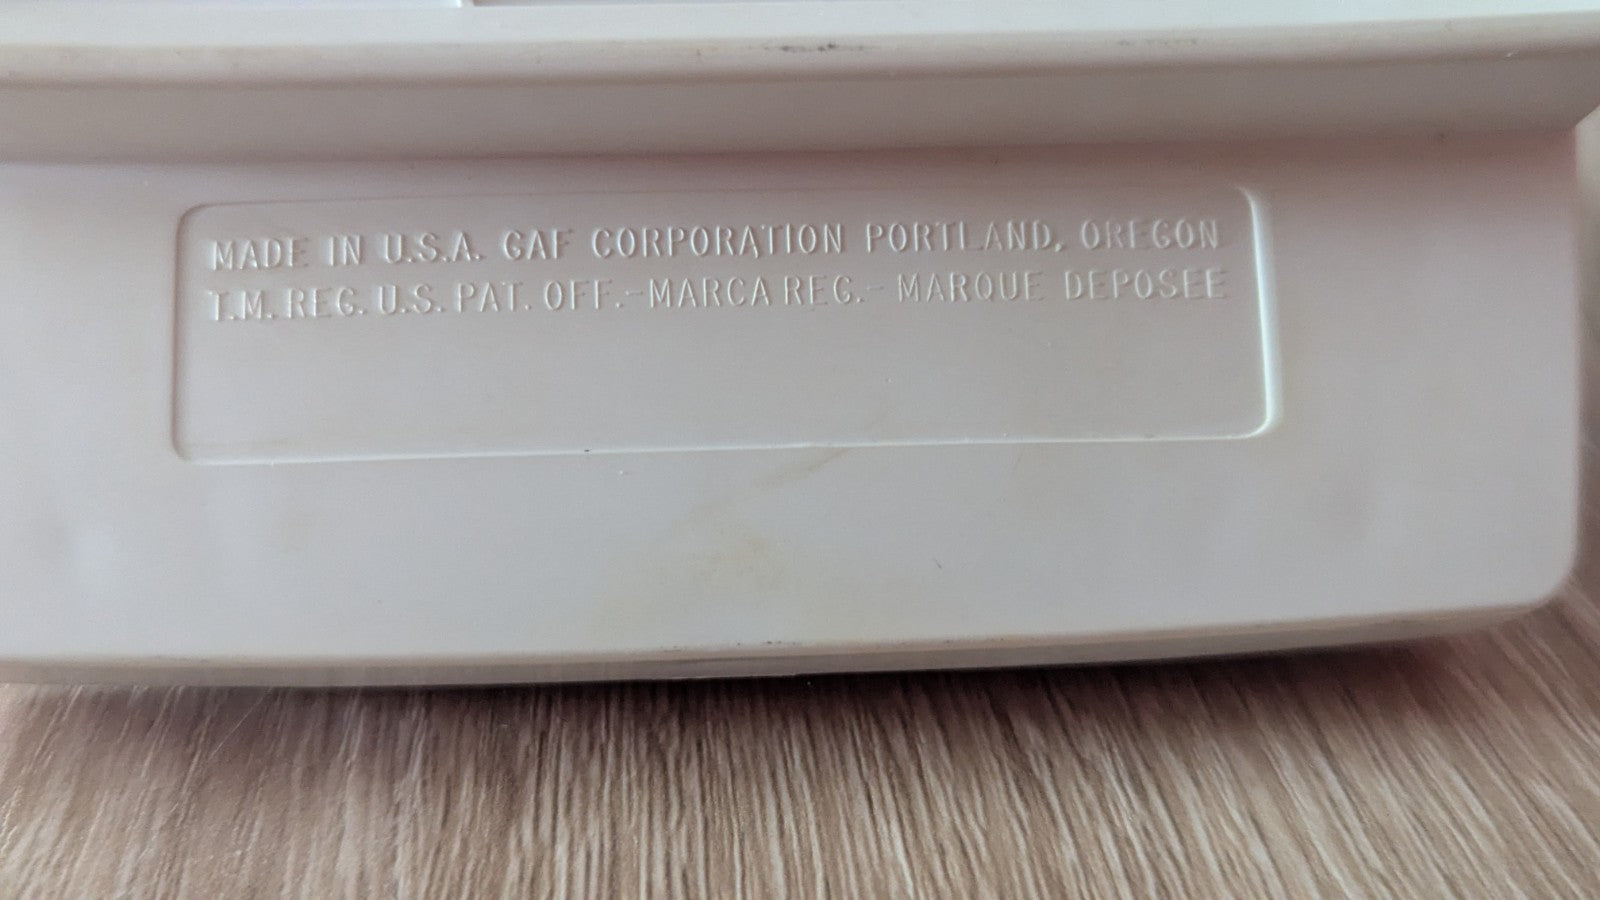 MADE IN U.S.A. GAF CORPORATION PORTLAND, OREGON
T.M. REG. U.S. PAT. OFF.-MARCA REG.- MARQUE DEPOSEE